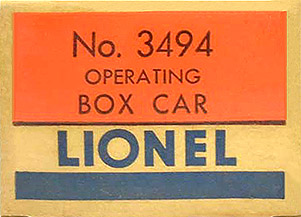 No. 3494
OPERATING
BOX CAR
LIONEL